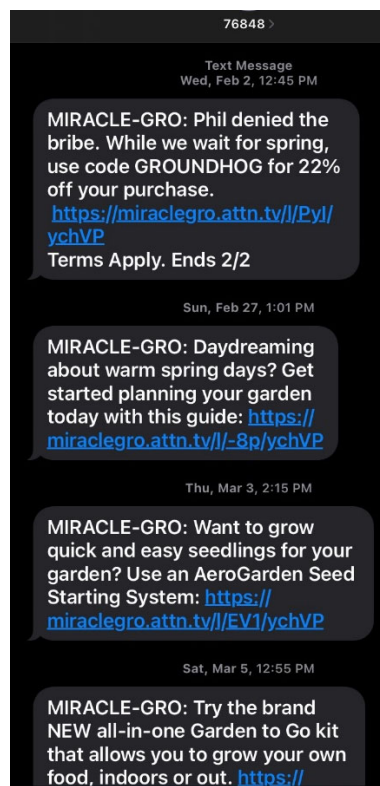 76848 >
Text Message
Wed, Feb 2, 12:45 PM
MIRACLE-GRO: Phil denied the
bribe. While we wait for spring,
use code GROUNDHOG for 22%
off your purchase.
https://miraclegro.attn.tv/l/PyI/
ychVP
Terms Apply. Ends 2/2
Sun, Feb 27, 1:01 PM
MIRACLE-GRO: Daydreaming
about warm spring days? Get
started planning your garden
today with this guide: https://
miraclegro.attn.tv/l/-8p/ychVP
Thu, Mar 3, 2:15 PM
MIRACLE-GRO: Want to grow
quick and easy seedlings for your
garden? Use an AeroGarden Seed
Starting System: https://
miraclegro.attn.tv/l/EV1/ychVP
Sat, Mar 5, 12:55 PM
MIRACLE-GRO: Try the brand
NEW all-in-one Garden to Go kit
that allows you to grow your own
food, indoors or out. https://